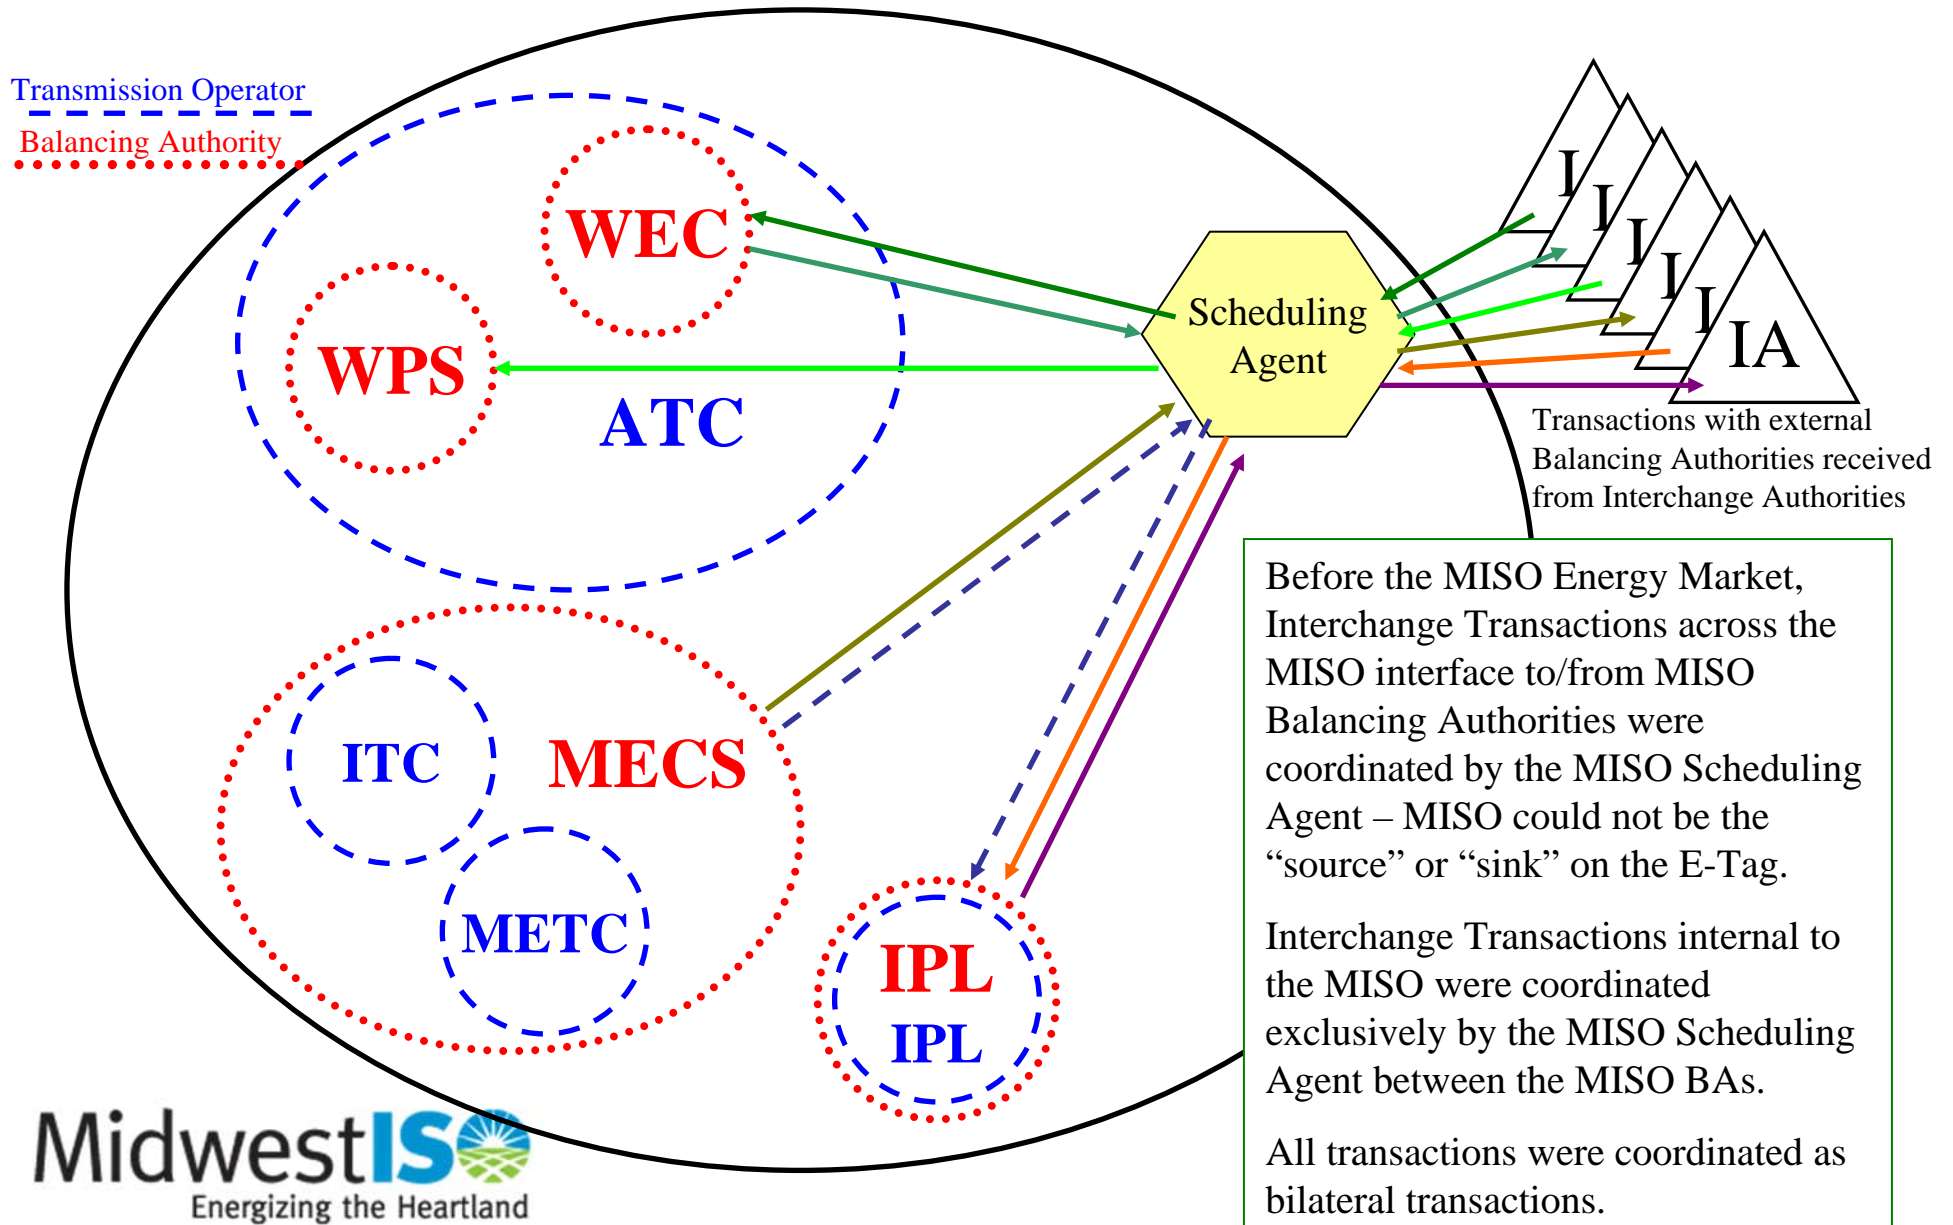 Transmission Operator
Balancing Authority
WEC
WPS
ATC
Scheduling
Agent
I
I
I
I
I
IA
Transactions with external
Balancing Authorities received
from Interchange Authorities
ITC
MECS
METC
IPL
IPL
Before the MISO Energy Market,
Interchange Transactions across the
MISO interface to/from MISO
Balancing Authorities were
coordinated by the MISO Scheduling
Agent – MISO could not be the
“source” or “sink” on the E-Tag.
Interchange Transactions internal to
the MISO were coordinated
exclusively by the MISO Scheduling
Agent between the MISO BAs.
All transactions were coordinated as
bilateral transactions.
MidwestISO
Energizing the Heartland